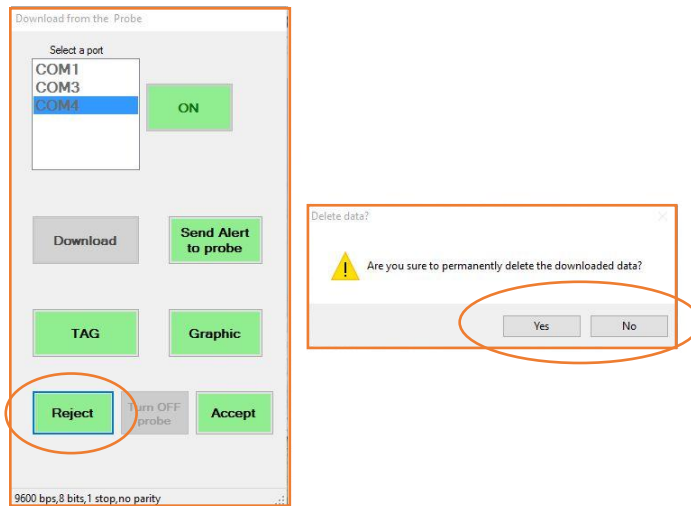 Download from the Probe
Select a port
COM1
COM3
COM4
ON
Download
Send Alert
to probe
TAG
Graphic
Reject
Turn OFF
probe
Accept
9600 bps,8 bits,1 stop,no parity
Delete data?
Are you sure to permanently delete the downloaded data?
Yes
No